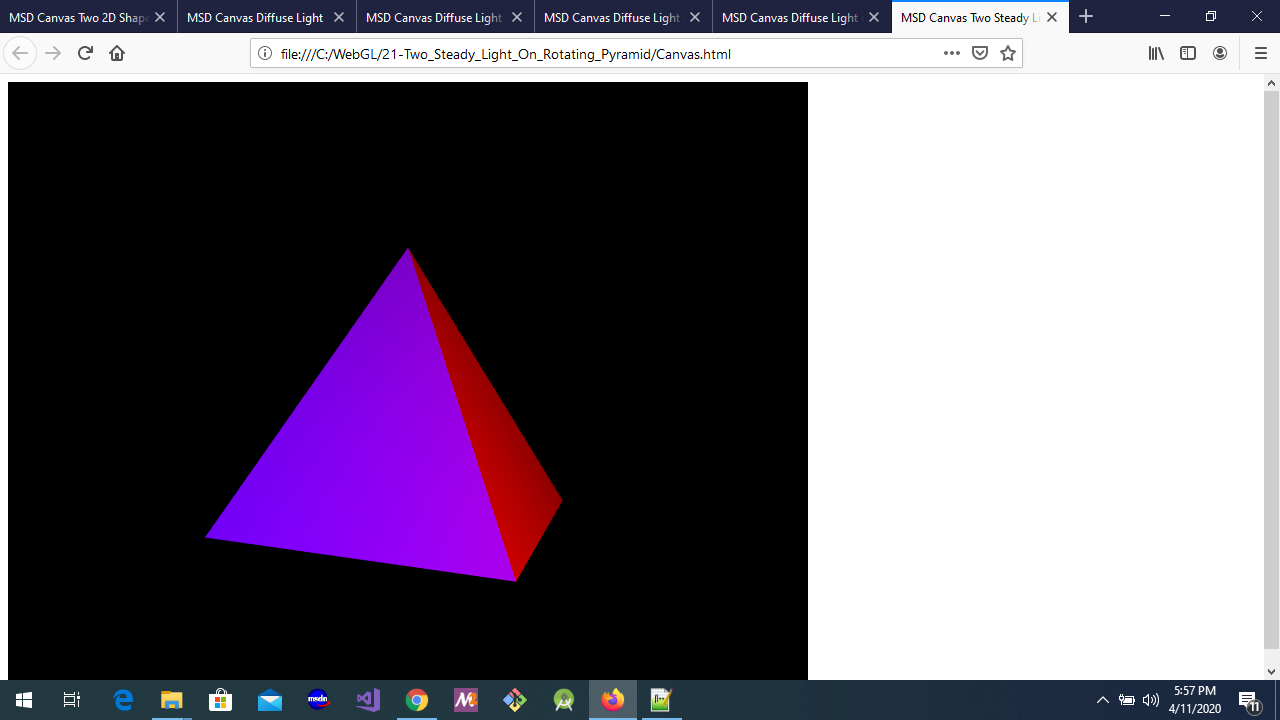 MSD Canvas Two 2D Shape
MSD Canvas Diffuse Light
MSD Canvas Diffuse Light
MSD Canvas Diffuse Light
MSD Canvas Diffuse Light
MSD Canvas Two Steady Li
file:///C:/WebGL/21-Two_Steady_Light_On_Rotating_Pyramid/Canvas.html
msdn
5:57 PM
4/11/2020
11